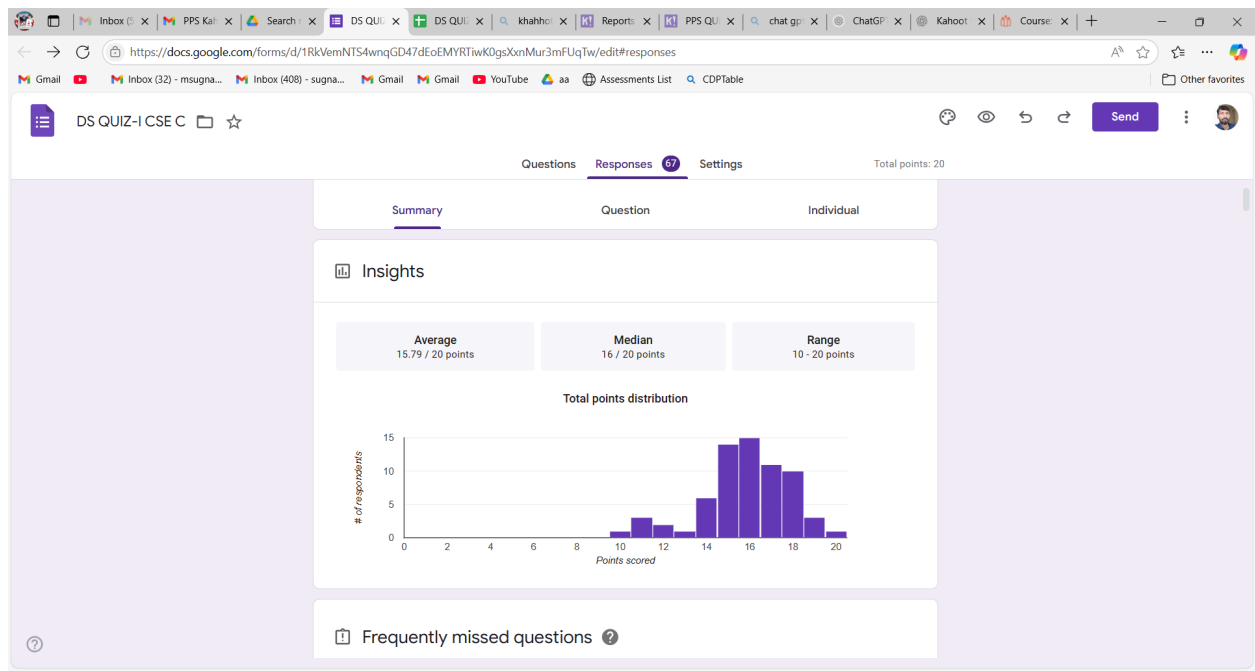 Inbox (5
PPS Kah
Search r
DS QUIZ
DS QUI
khahho
Reports
PPS QU
chat gp
ChatGP
Kahoot
Course:
https://docs.google.com/forms/d/1RkVemNTS4wnqGD47dEoEMYRTiwK0gsXxnMur3mFUqTw/edit#responses
Gmail
Inbox (32) - msugna...
Inbox (408) - sugna...
Gmail
Gmail
YouTube
aa
Assessments List
CDPTable
Other favorites
DS QUIZ-I CSE C
Send
Questions
Responses 67
Settings
Total points: 20
Summary
Question
Individual
Insights
Average
15.79 / 20 points
Median
16 / 20 points
Range
10 - 20 points
Total points distribution
# of respondents
15
10
5
0
0 2 4 6 8 10 12 14 16 18 20
Points scored
Frequently missed questions